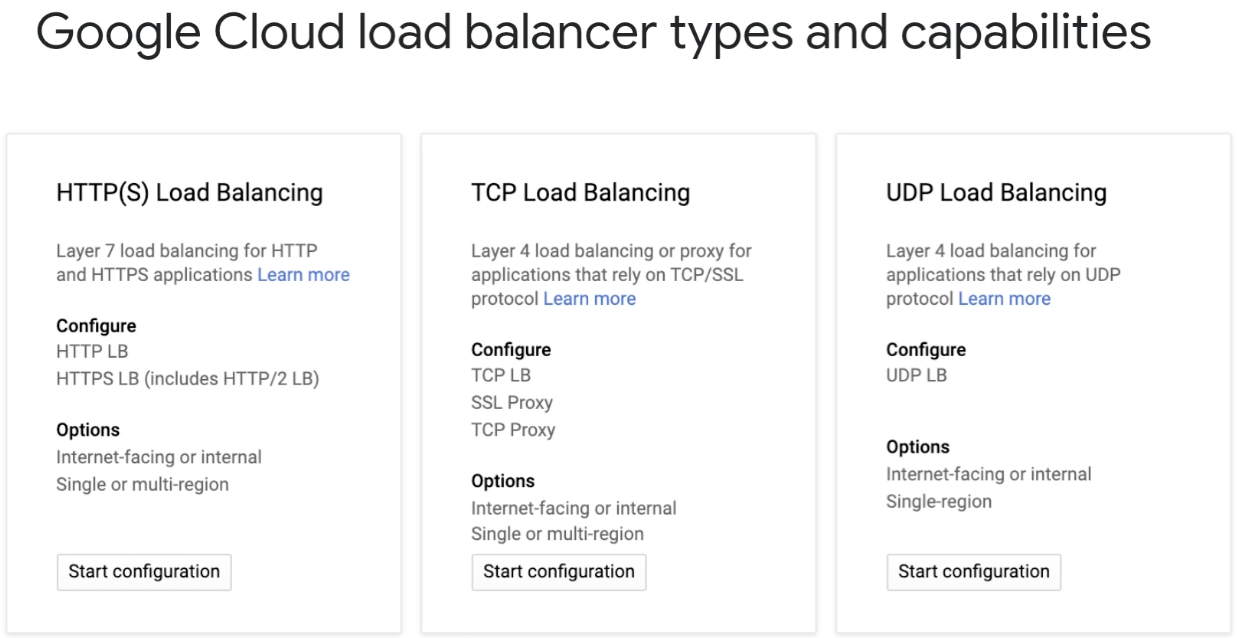 Google Cloud load balancer types and capabilities
HTTP(S) Load Balancing
Layer 7 load balancing for HTTP
and HTTPS applications Learn more
Configure
HTTP LB
HTTPS LB (includes HTTP/2 LB)
Options
Internet-facing or internal
Single or multi-region
Start configuration
TCP Load Balancing
Layer 4 load balancing or proxy for
applications that rely on TCP/SSL
protocol Learn more
Configure
TCP LB
SSL Proxy
TCP Proxy
Options
Internet-facing or internal
Single or multi-region
Start configuration
UDP Load Balancing
Layer 4 load balancing for
applications that rely on UDP
protocol Learn more
Configure
UDP LB
Options
Internet-facing or internal
Single-region
Start configuration